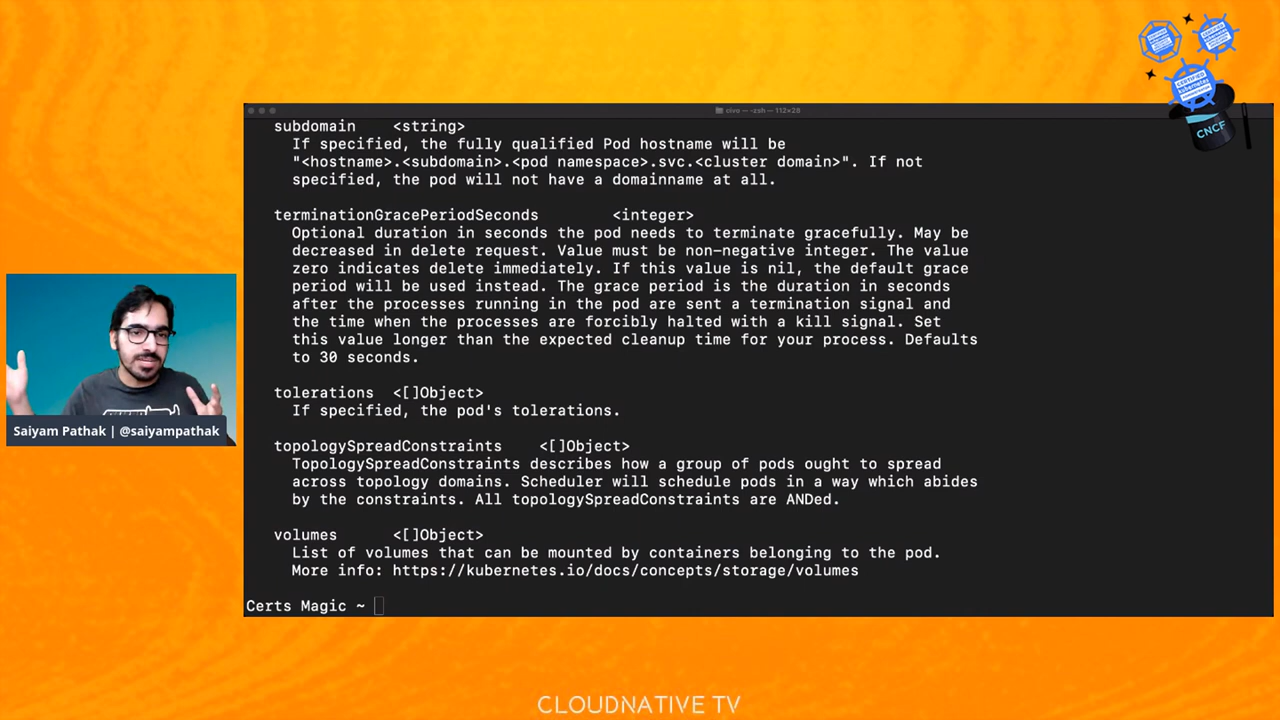 CERTIFIED
kubernetes
CNCF
civo — -zsh — 112×28
subdomain <string>
If specified, the fully qualified Pod hostname will be
"<hostname>.<subdomain>.<pod namespace>.svc.<cluster domain>". If not
specified, the pod will not have a domainname at all.
terminationGracePeriodSeconds <integer>
Optional duration in seconds the pod needs to terminate gracefully. May be
decreased in delete request. Value must be non-negative integer. The value
zero indicates delete immediately. If this value is nil, the default grace
period will be used instead. The grace period is the duration in seconds
after the processes running in the pod are sent a termination signal and
the time when the processes are forcibly halted with a kill signal. Set
this value longer than the expected cleanup time for your process. Defaults
to 30 seconds.
tolerations <[]Object>
If specified, the pod's tolerations.
topologySpreadConstraints <[]Object>
TopologySpreadConstraints describes how a group of pods ought to spread
across topology domains. Scheduler will schedule pods in a way which abides
by the constraints. All topologySpreadConstraints are ANDed.
volumes <[]Object>
List of volumes that can be mounted by containers belonging to the pod.
More info: https://kubernetes.io/docs/concepts/storage/volumes
Certs Magic ~
Saiyam Pathak | @saiyampathak
CLOUDNATIVE TV